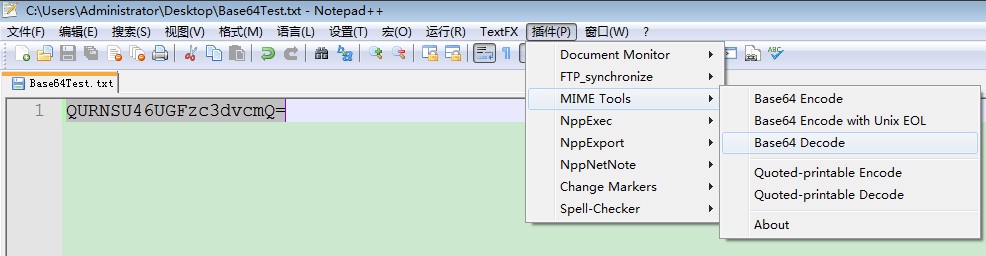 C:\Users\Administrator\Desktop\Base64Test.txt - Notepad++
文件(F) 编辑(E) 搜索(S) 视图(V) 格式(M) 语言(L) 设置(T) 宏(O) 运行(R) TextFX 插件(P) 窗口(W) ?
Base64Test.txt
1 QURNSU46UGFzc3dvcmQ=
Document Monitor
FTP_synchronize
MIME Tools
NppExec
NppExport
NppNetNote
Change Markers
Spell-Checker
Base64 Encode
Base64 Encode with Unix EOL
Base64 Decode
Quoted-printable Encode
Quoted-printable Decode
About